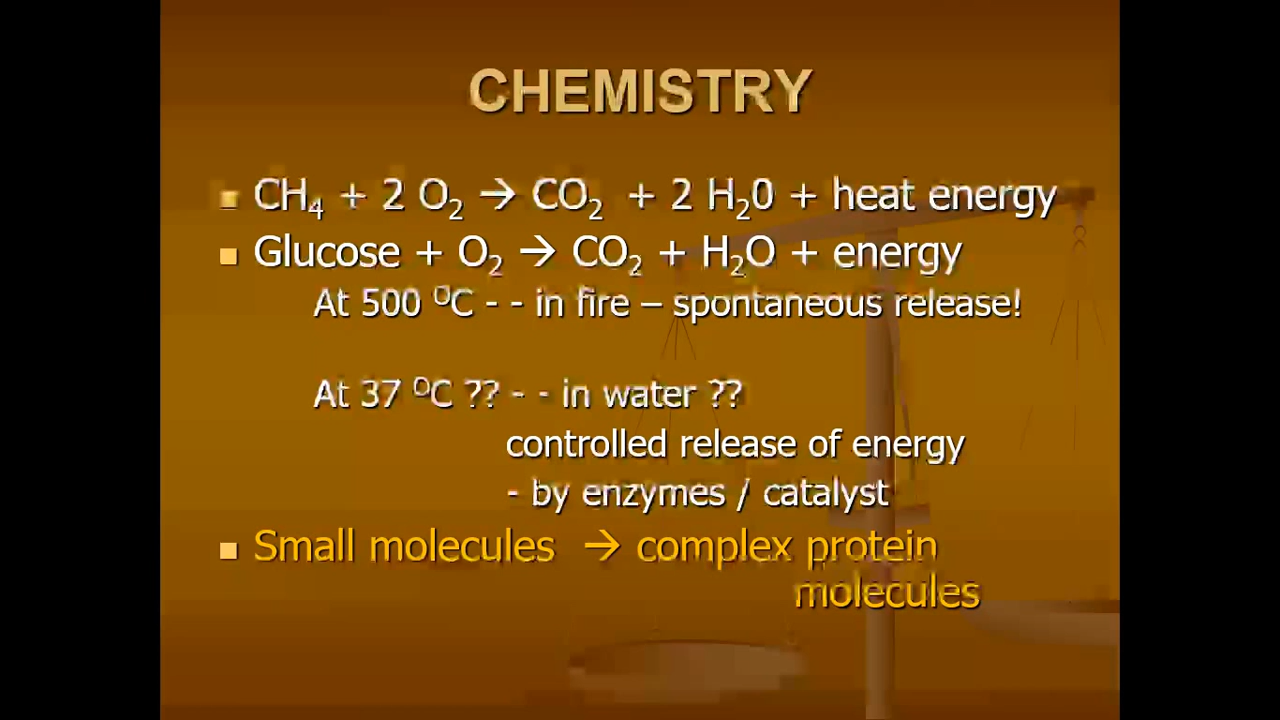 CHEMISTRY
■ CH₄ + 2 O₂ → CO₂ + 2 H₂0 + heat energy
■ Glucose + O₂ → CO₂ + H₂O + energy
At 500 ᴼC - - in fire – spontaneous release!
At 37 ᴼC ?? - - in water ??
controlled release of energy
- by enzymes / catalyst
■ Small molecules → complex protein
molecules